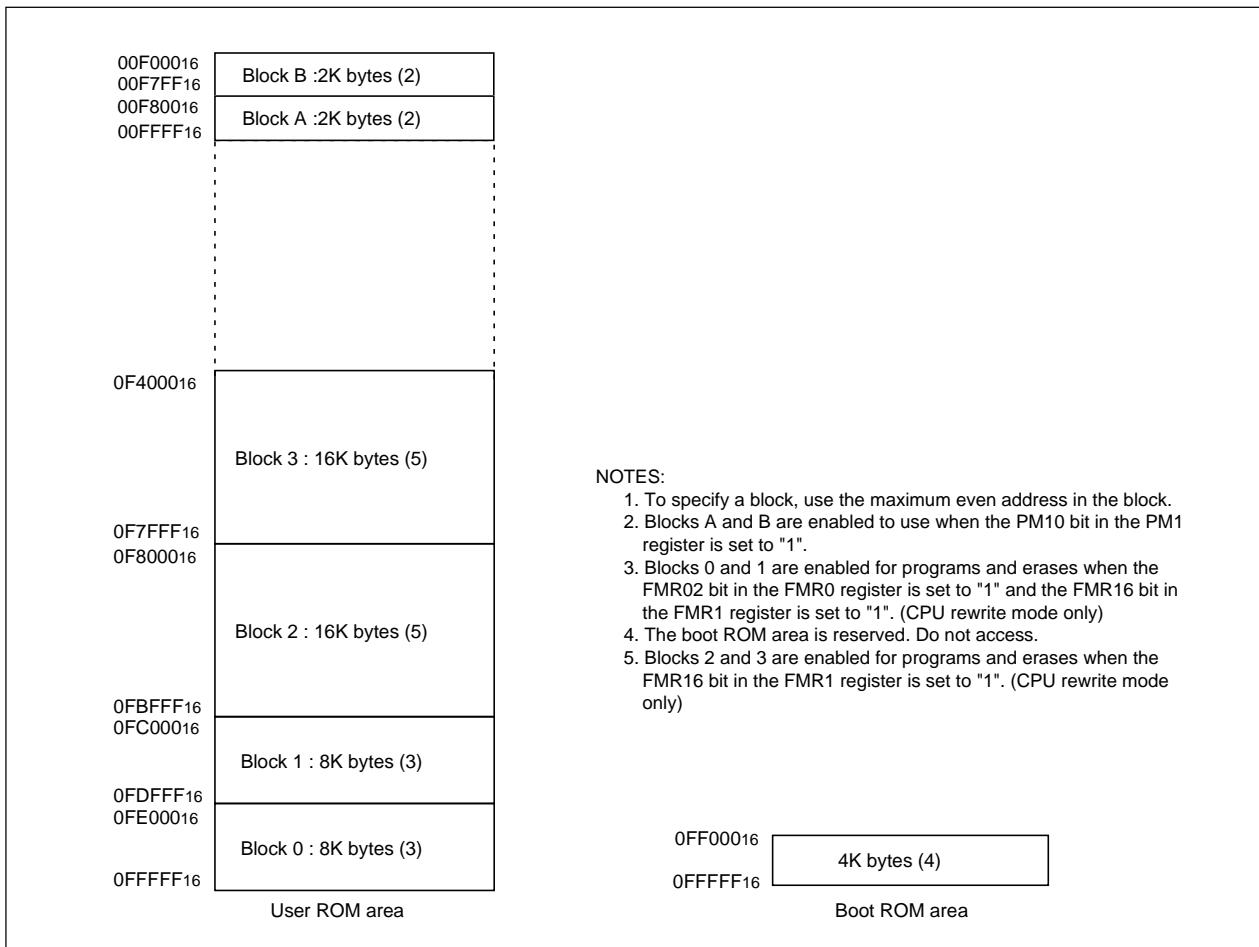 00F00016
Block B :2K bytes (2)
00F7FF16
00F80016
Block A :2K bytes (2)
00FFFF16
0F400016
Block 3 : 16K bytes (5)
0F7FFF16
0F800016
Block 2 : 16K bytes (5)
0FBFFF16
0FC00016
Block 1 : 8K bytes (3)
0FDFFF16
0FE00016
Block 0 : 8K bytes (3)
0FFFFF16
User ROM area
NOTES:
1. To specify a block, use the maximum even address in the block.
2. Blocks A and B are enabled to use when the PM10 bit in the PM1
register is set to "1".
3. Blocks 0 and 1 are enabled for programs and erases when the
FMR02 bit in the FMR0 register is set to "1" and the FMR16 bit in
the FMR1 register is set to "1". (CPU rewrite mode only)
4. The boot ROM area is reserved. Do not access.
5. Blocks 2 and 3 are enabled for programs and erases when the
FMR16 bit in the FMR1 register is set to "1". (CPU rewrite mode
only)
0FF00016
4K bytes (4)
0FFFFF16
Boot ROM area